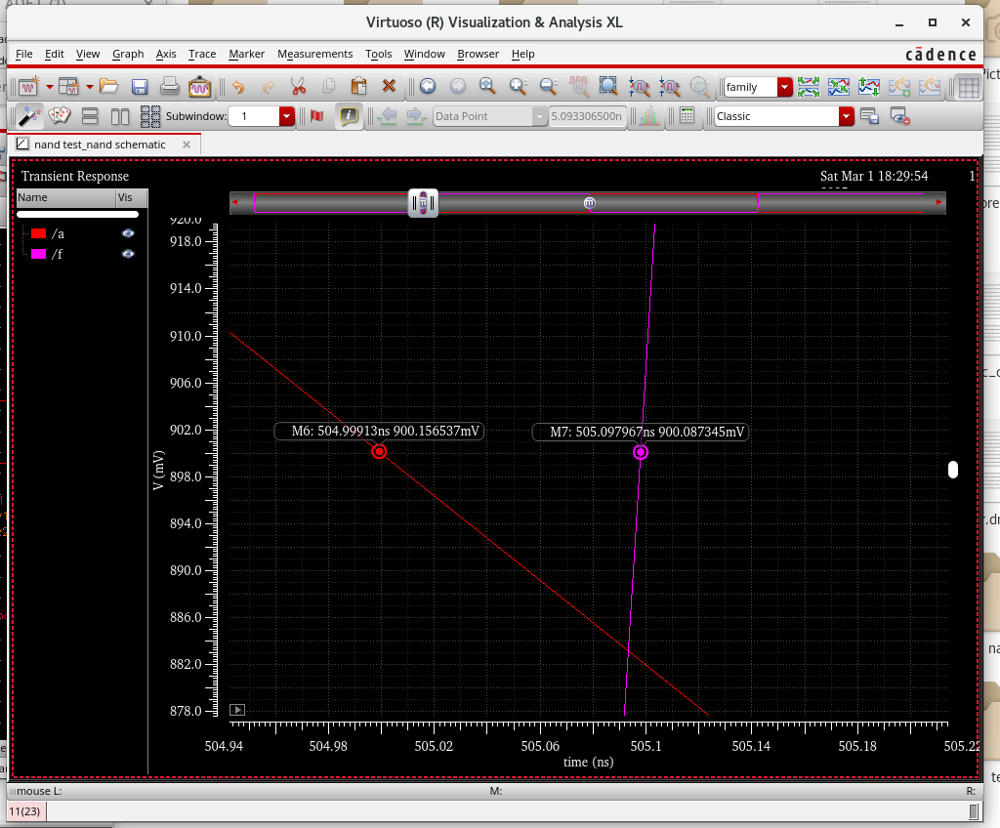 Virtuoso (R) Visualization & Analysis XL
File Edit View Graph Axis Trace Marker Measurements Tools Window Browser Help
cādence
family
Subwindow: 1
Data Point
5.093306500n
Classic
nand test_nand schematic
Transient Response
Sat Mar 1 18:29:54
1
Name Vis
/a
/f
920.0
918.0
914.0
910.0
906.0
902.0
898.0
894.0
890.0
886.0
882.0
878.0
V (mV)
M6: 504.99913ns 900.156537mV
M7: 505.097967ns 900.087345mV
504.94 504.98 505.02 505.06 505.1 505.14 505.18 505.22
time (ns)
mouse L: M: R:
11(23)